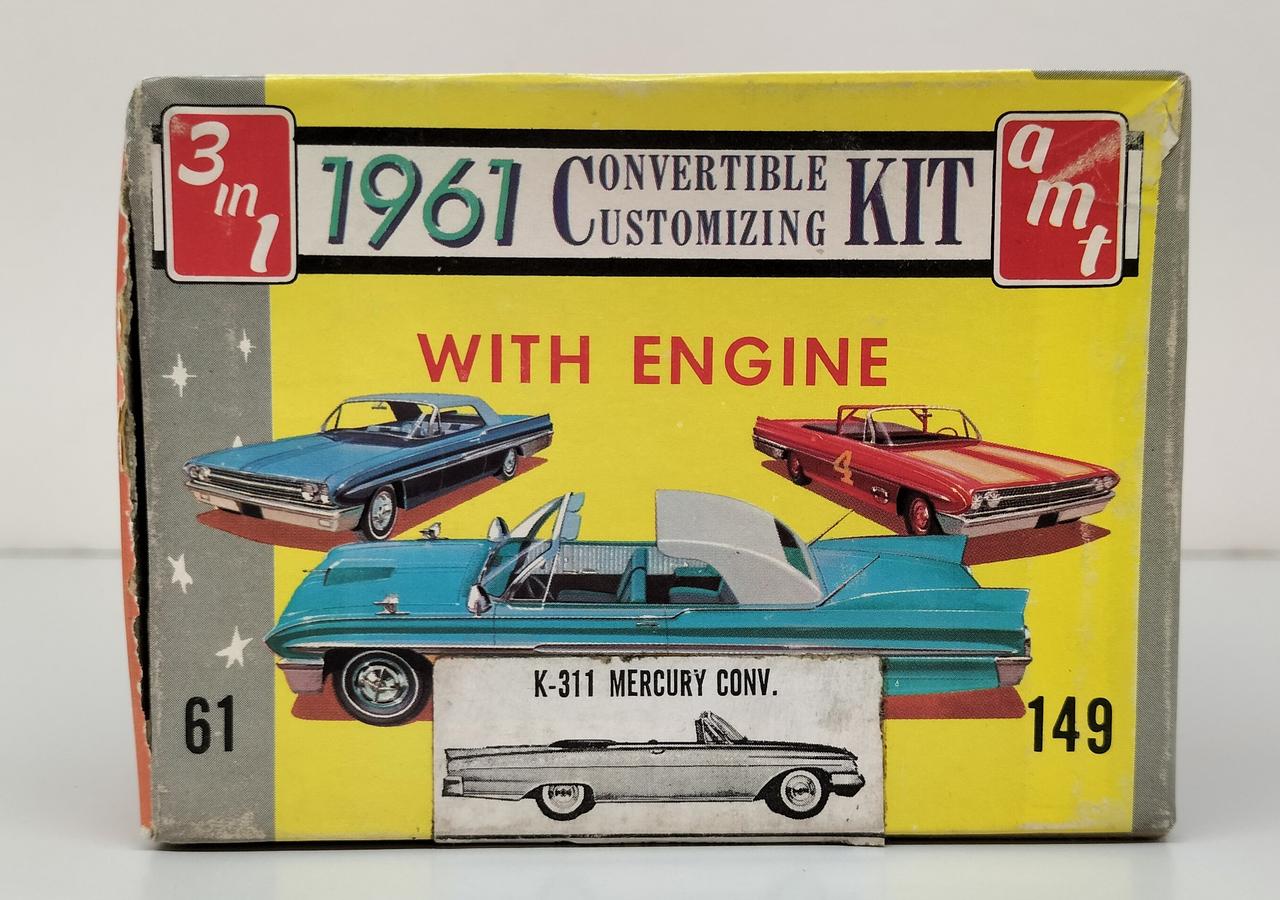 3 in 1
1961 CONVERTIBLE CUSTOMIZING KIT
amt
WITH ENGINE
4
K-311 MERCURY CONV.
61
149